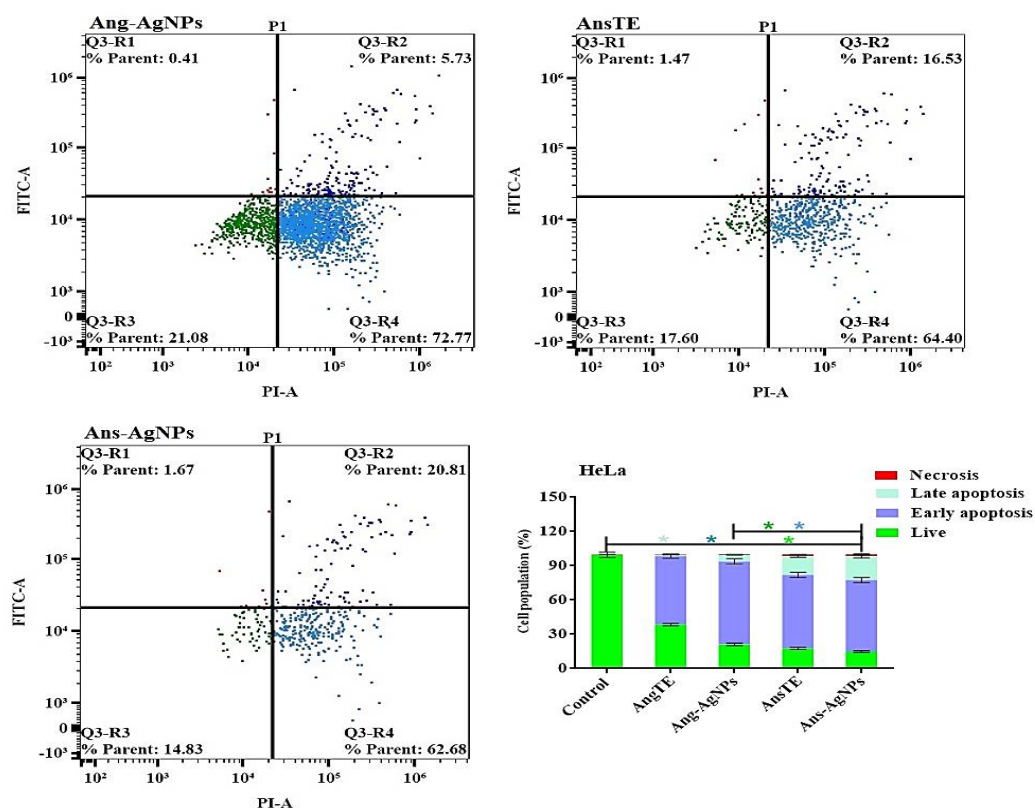 Ang-AgNPs
P1
Q3-R1
% Parent: 0.41
Q3-R2
% Parent: 5.73
10⁶
10⁵
10⁴
10³
0
-10³
FITC-A
Q3-R3
% Parent: 21.08
Q3-R4
% Parent: 72.77
10² 10³ 10⁴ 10⁵ 10⁶
PI-A
AnsTE
P1
Q3-R1
% Parent: 1.47
Q3-R2
% Parent: 16.53
10⁶
10⁵
10⁴
10³
0
-10³
FITC-A
Q3-R3
% Parent: 17.60
Q3-R4
% Parent: 64.40
10² 10³ 10⁴ 10⁵ 10⁶
PI-A
Ans-AgNPs
P1
Q3-R1
% Parent: 1.67
Q3-R2
% Parent: 20.81
10⁶
10⁵
10⁴
10³
0
-10³
FITC-A
Q3-R3
% Parent: 14.83
Q3-R4
% Parent: 62.68
10² 10³ 10⁴ 10⁵ 10⁶
PI-A
HeLa
Necrosis
Late apoptosis
Early apoptosis
Live
150
120
90
60
30
0
Cell population (%)
* * * * *
Control
AngTE
Ang-AgNPs
AnsTE
Ans-AgNPs